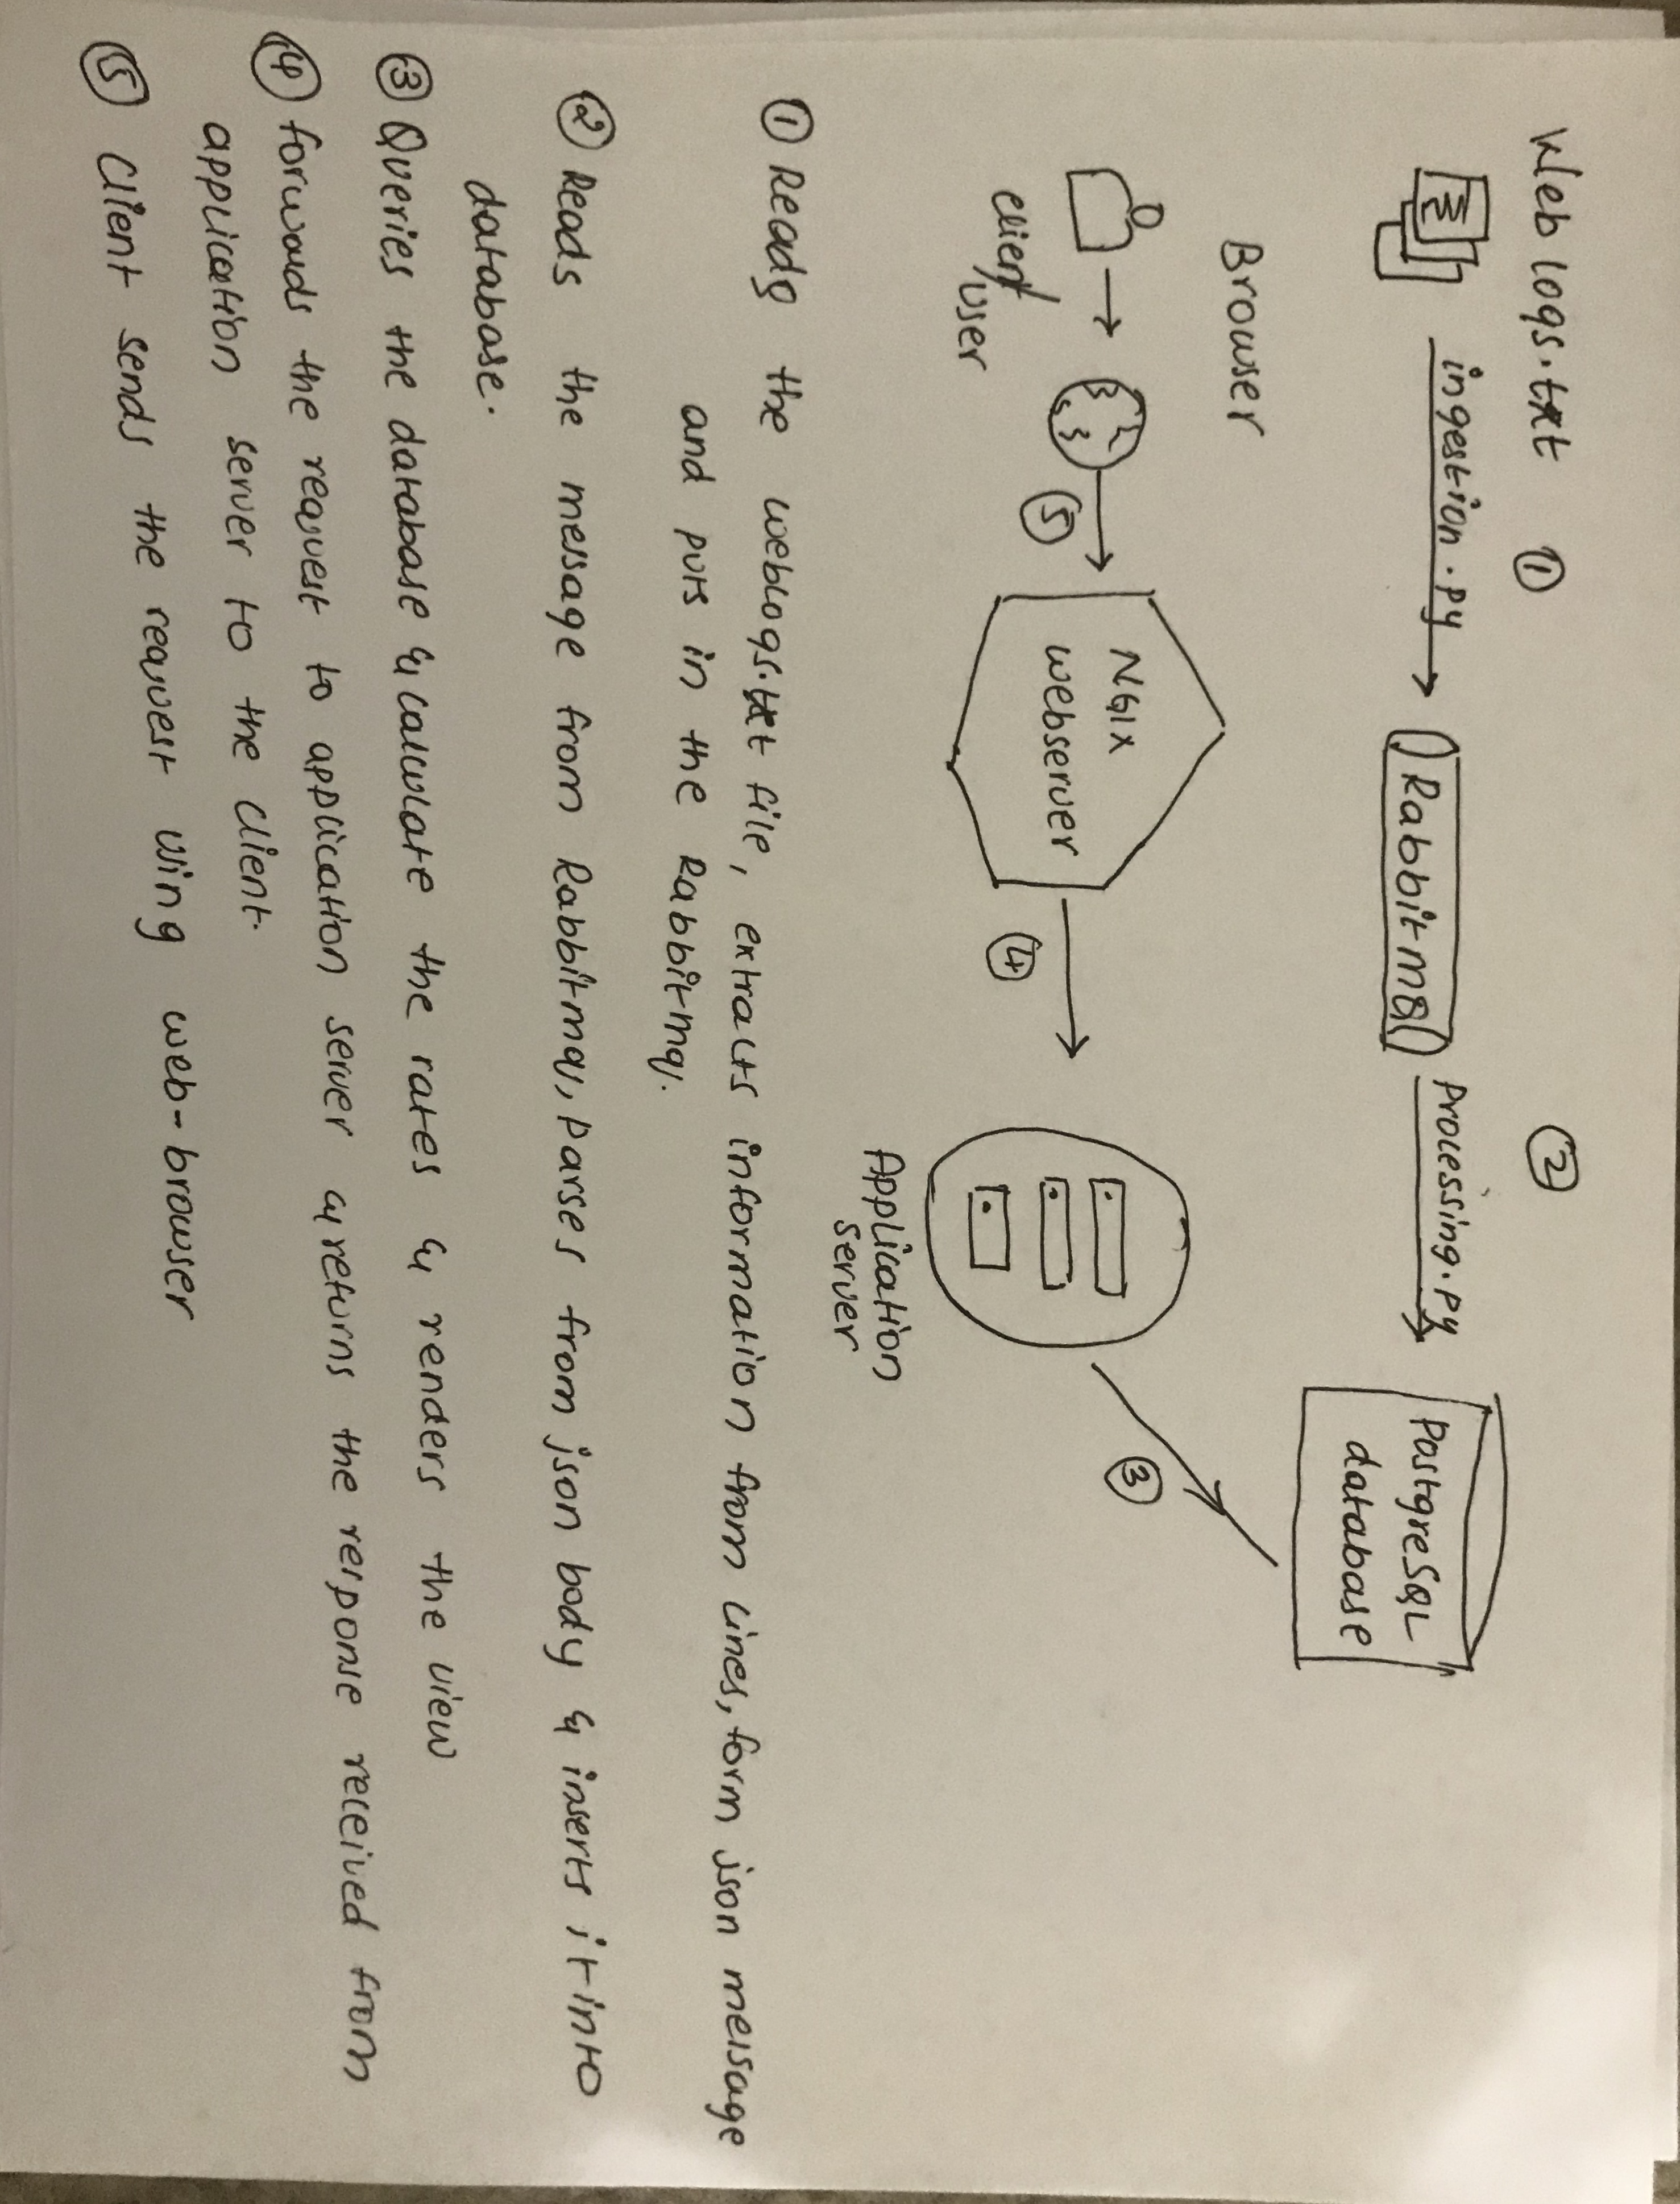 Weblogs.txt ①
②
ingestion.py
Rabbitmq
Processing.py
PostgreSQL
database
Browser
NGIX
webserver
client/
user
⑤
④
③
Application
server
① Reads the weblogs.txt file, extracts information from lines, form json message
and puts in the Rabbitmq.
② Reads the message from Rabbitmq, parses from json body & inserts it into
database.
③ Queries the database & calculate the rates & renders the view
④ forwards the request to application server & returns the response received from
application server to the client.
⑤ Client sends the request using web-browser